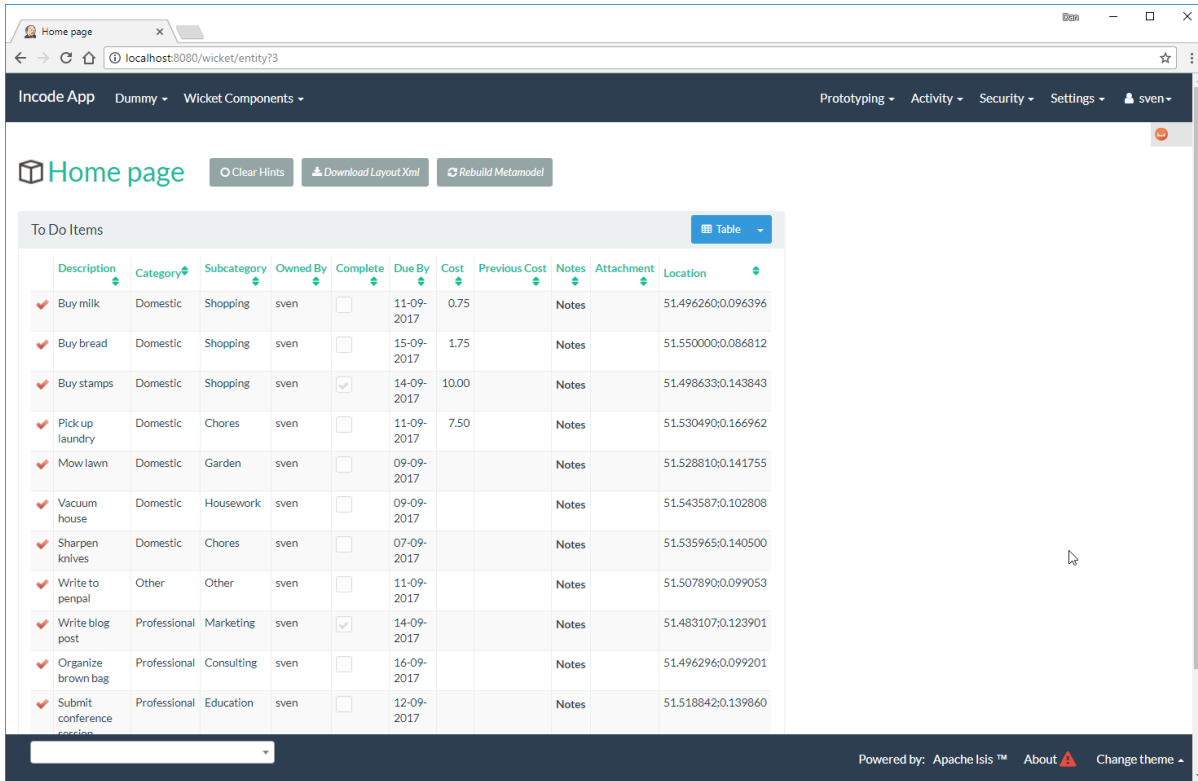 Home page
Dan
localhost:8080/wicket/entity?3
Incode App Dummy Wicket Components Prototyping Activity Security Settings sven
Home page Clear Hints Download Layout Xml Rebuild Metamodel
To Do Items Table
Description Category Subcategory Owned By Complete Due By Cost Previous Cost Notes Attachment Location
Buy milk Domestic Shopping sven 11-09- 0.75 Notes 51.496260;0.096396
2017
Buy bread Domestic Shopping sven 15-09- 1.75 Notes 51.550000;0.086812
2017
Buy stamps Domestic Shopping sven 14-09- 10.00 Notes 51.498633;0.143843
2017
Pick up Domestic Chores sven 11-09- 7.50 Notes 51.530490;0.166962
laundry 2017
Mow lawn Domestic Garden sven 09-09- Notes 51.528810;0.141755
2017
Vacuum Domestic Housework sven 09-09- Notes 51.543587;0.102808
house 2017
Sharpen Domestic Chores sven 07-09- Notes 51.535965;0.140500
knives 2017
Write to Other Other sven 11-09- Notes 51.507890;0.099053
penpal 2017
Write blog Professional Marketing sven 14-09- Notes 51.483107;0.123901
post 2017
Organize Professional Consulting sven 16-09- Notes 51.496296;0.099201
brown bag 2017
Submit Professional Education sven 12-09- Notes 51.518842;0.139860
conference 2017
session
Powered by: Apache Isis ™ About Change theme